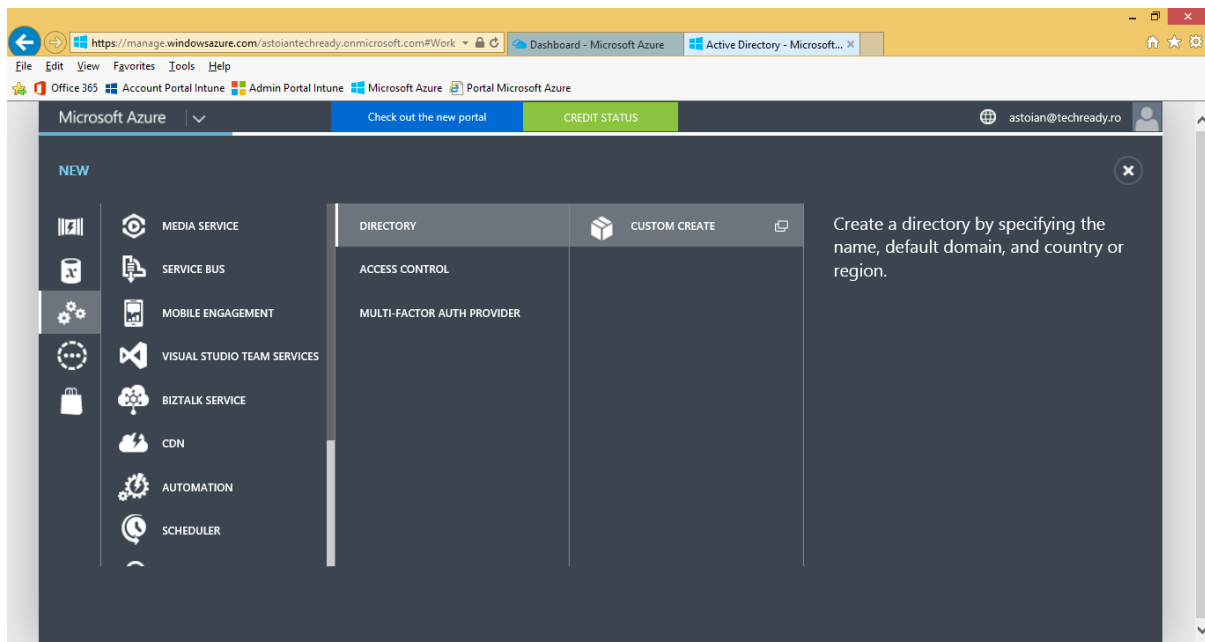 https://manage.windowsazure.com/astoiantechready.onmicrosoft.com#Work
Dashboard - Microsoft Azure
Active Directory - Microsoft...
File Edit View Favorites Tools Help
Office 365 Account Portal Intune Admin Portal Intune Microsoft Azure Portal Microsoft Azure
Microsoft Azure
Check out the new portal
CREDIT STATUS
astoian@techready.ro
NEW
MEDIA SERVICE
SERVICE BUS
MOBILE ENGAGEMENT
VISUAL STUDIO TEAM SERVICES
BIZTALK SERVICE
CDN
AUTOMATION
SCHEDULER
DIRECTORY
ACCESS CONTROL
MULTI-FACTOR AUTH PROVIDER
CUSTOM CREATE
Create a directory by specifying the
name, default domain, and country or
region.